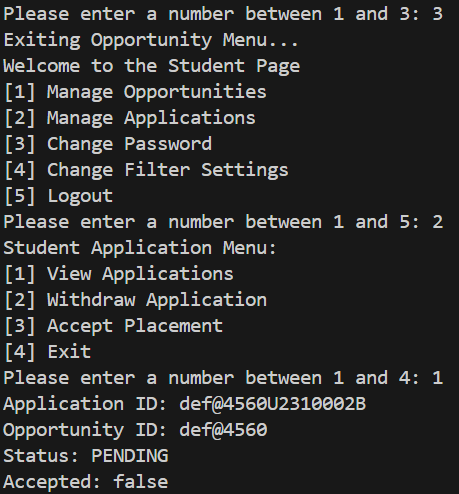 Please enter a number between 1 and 3: 3
Exiting Opportunity Menu...
Welcome to the Student Page
[1] Manage Opportunities
[2] Manage Applications
[3] Change Password
[4] Change Filter Settings
[5] Logout
Please enter a number between 1 and 5: 2
Student Application Menu:
[1] View Applications
[2] Withdraw Application
[3] Accept Placement
[4] Exit
Please enter a number between 1 and 4: 1
Application ID: def@4560U2310002B
Opportunity ID: def@4560
Status: PENDING
Accepted: false